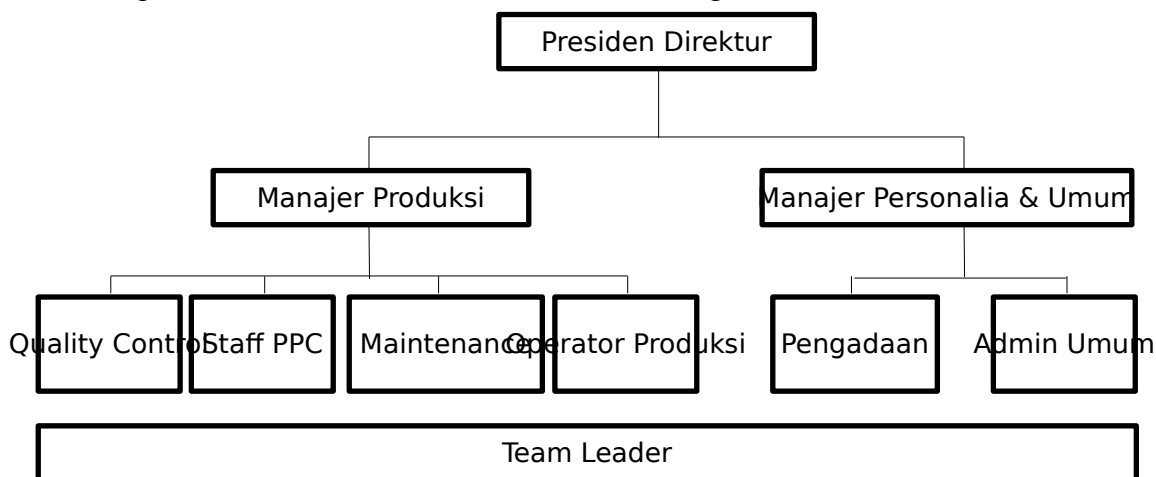 Presiden Direktur
Manajer Produksi
Manajer Personalia & Umum
Quality Control
Staff PPC
Maintenance
Operator Produksi
Pengadaan
Admin Umum
Team Leader